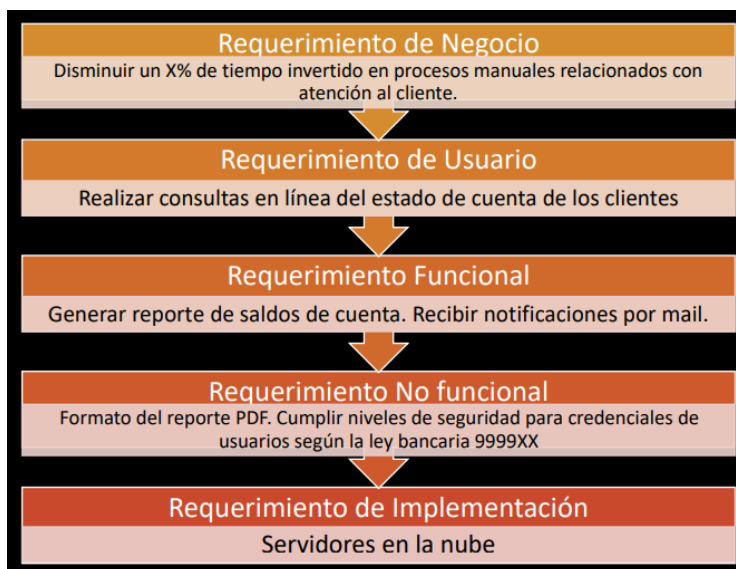 Requerimiento de Negocio
Disminuir un X% de tiempo invertido en procesos manuales relacionados con
atención al cliente.
Requerimiento de Usuario
Realizar consultas en línea del estado de cuenta de los clientes
Requerimiento Funcional
Generar reporte de saldos de cuenta. Recibir notificaciones por mail.
Requerimiento No funcional
Formato del reporte PDF. Cumplir niveles de seguridad para credenciales de
usuarios según la ley bancaria 9999XX
Requerimiento de Implementación
Servidores en la nube